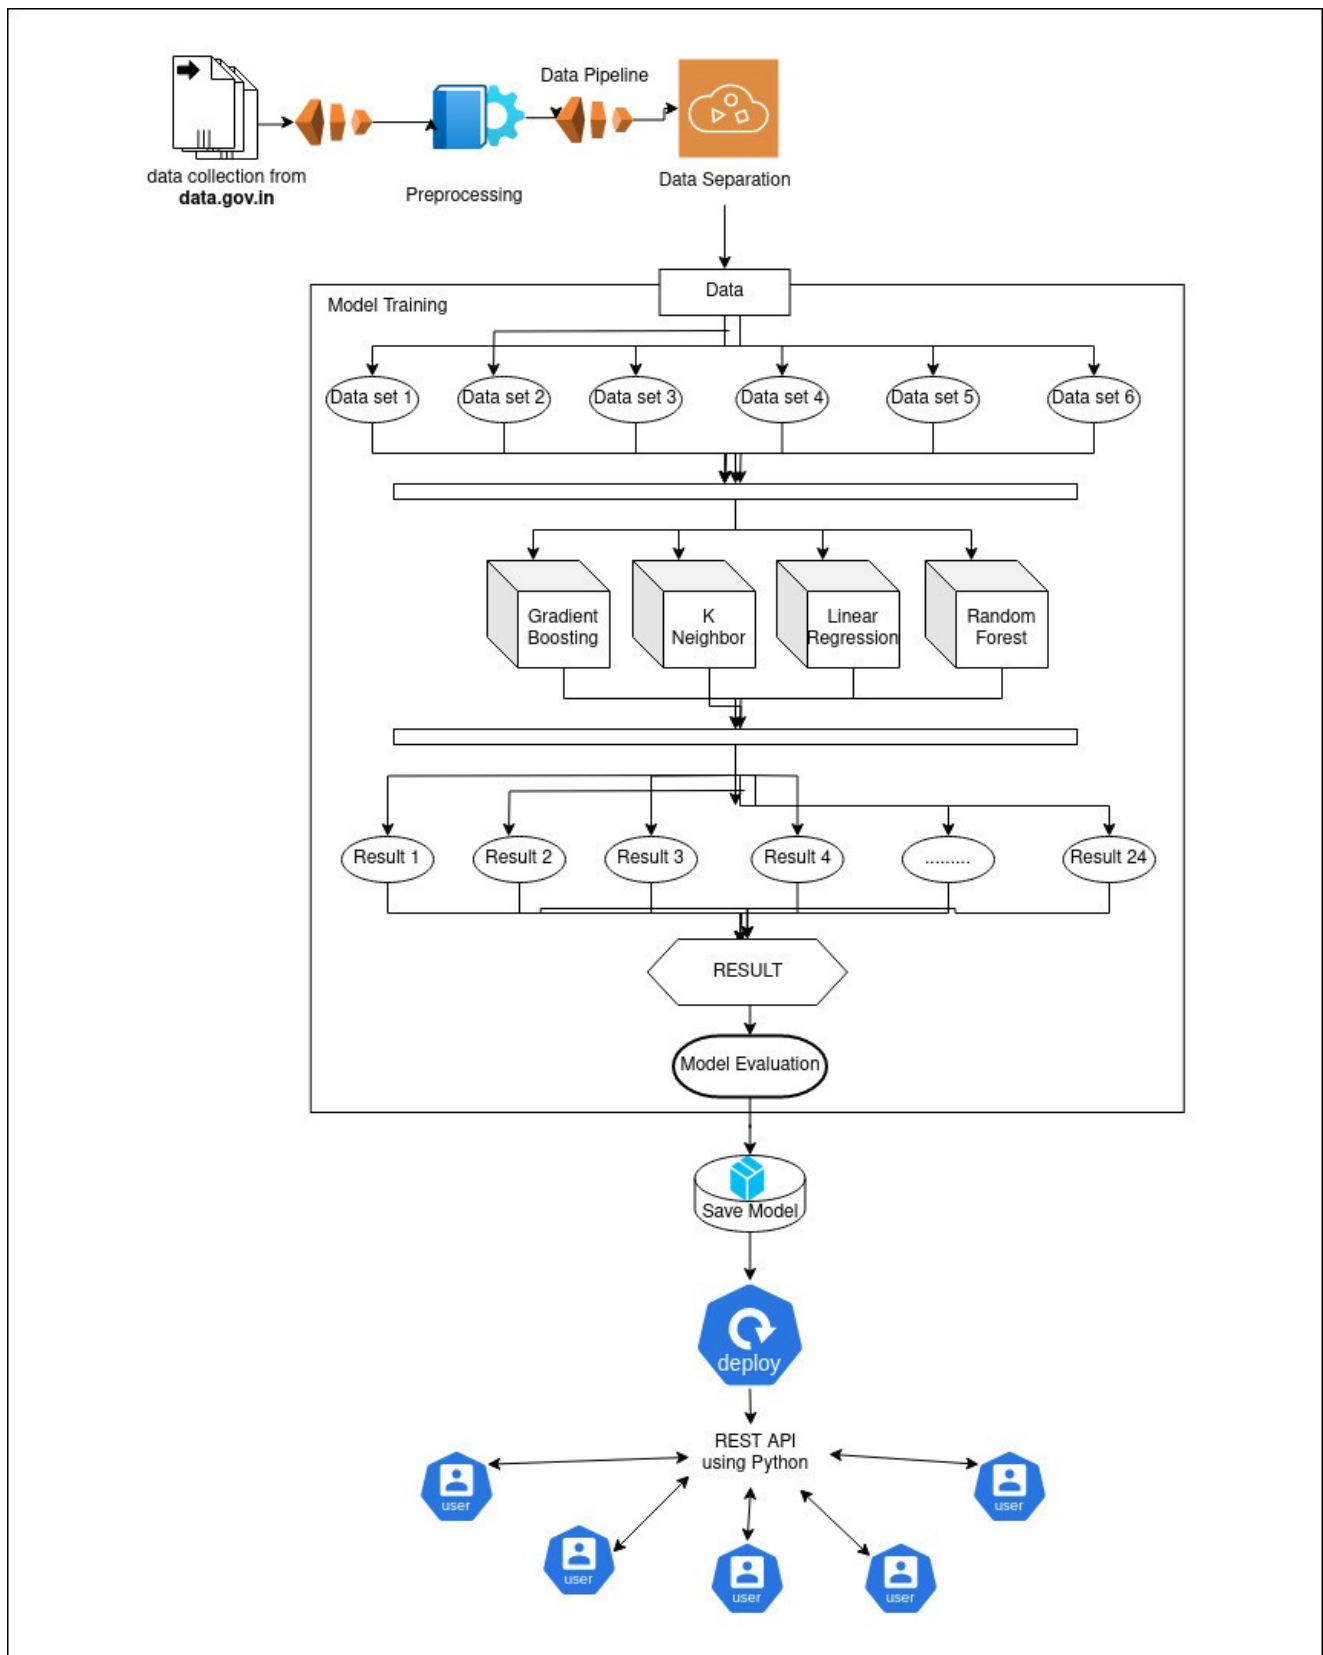 Data Pipeline
data collection from
data.gov.in
Preprocessing
Data Separation
Data
Model Training
Data set 1
Data set 2
Data set 3
Data set 4
Data set 5
Data set 6
Gradient
Boosting
K
Neighbor
Linear
Regression
Random
Forest
Result 1
Result 2
Result 3
Result 4
.........
Result 24
RESULT
Model Evaluation
Save Model
deploy
REST API
using Python
user
user
user
user
user